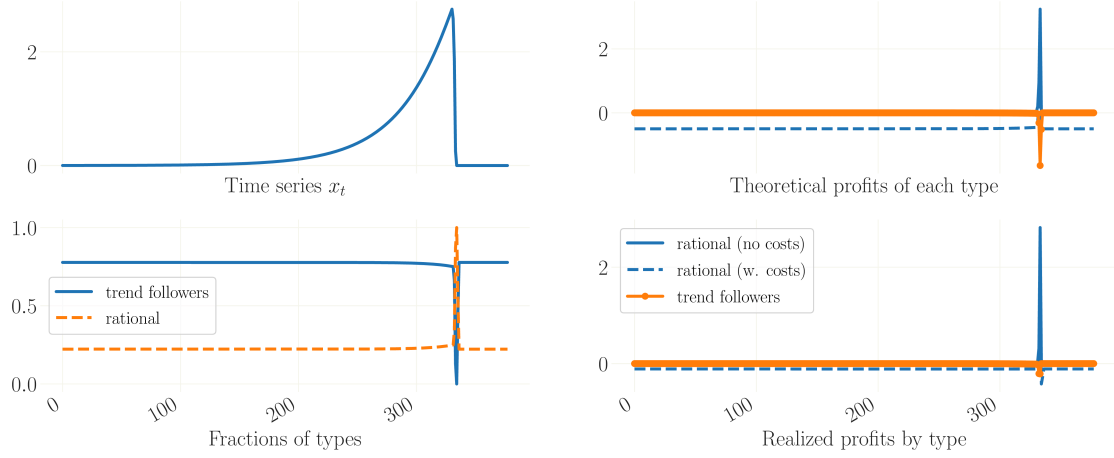 2
0
Time series x_t
2
0
Theoretical profits of each type
1.0
0.5
0.0
trend followers
rational
0
100
200
300
Fractions of types
2
0
rational (no costs)
rational (w. costs)
trend followers
0
100
200
300
Realized profits by type